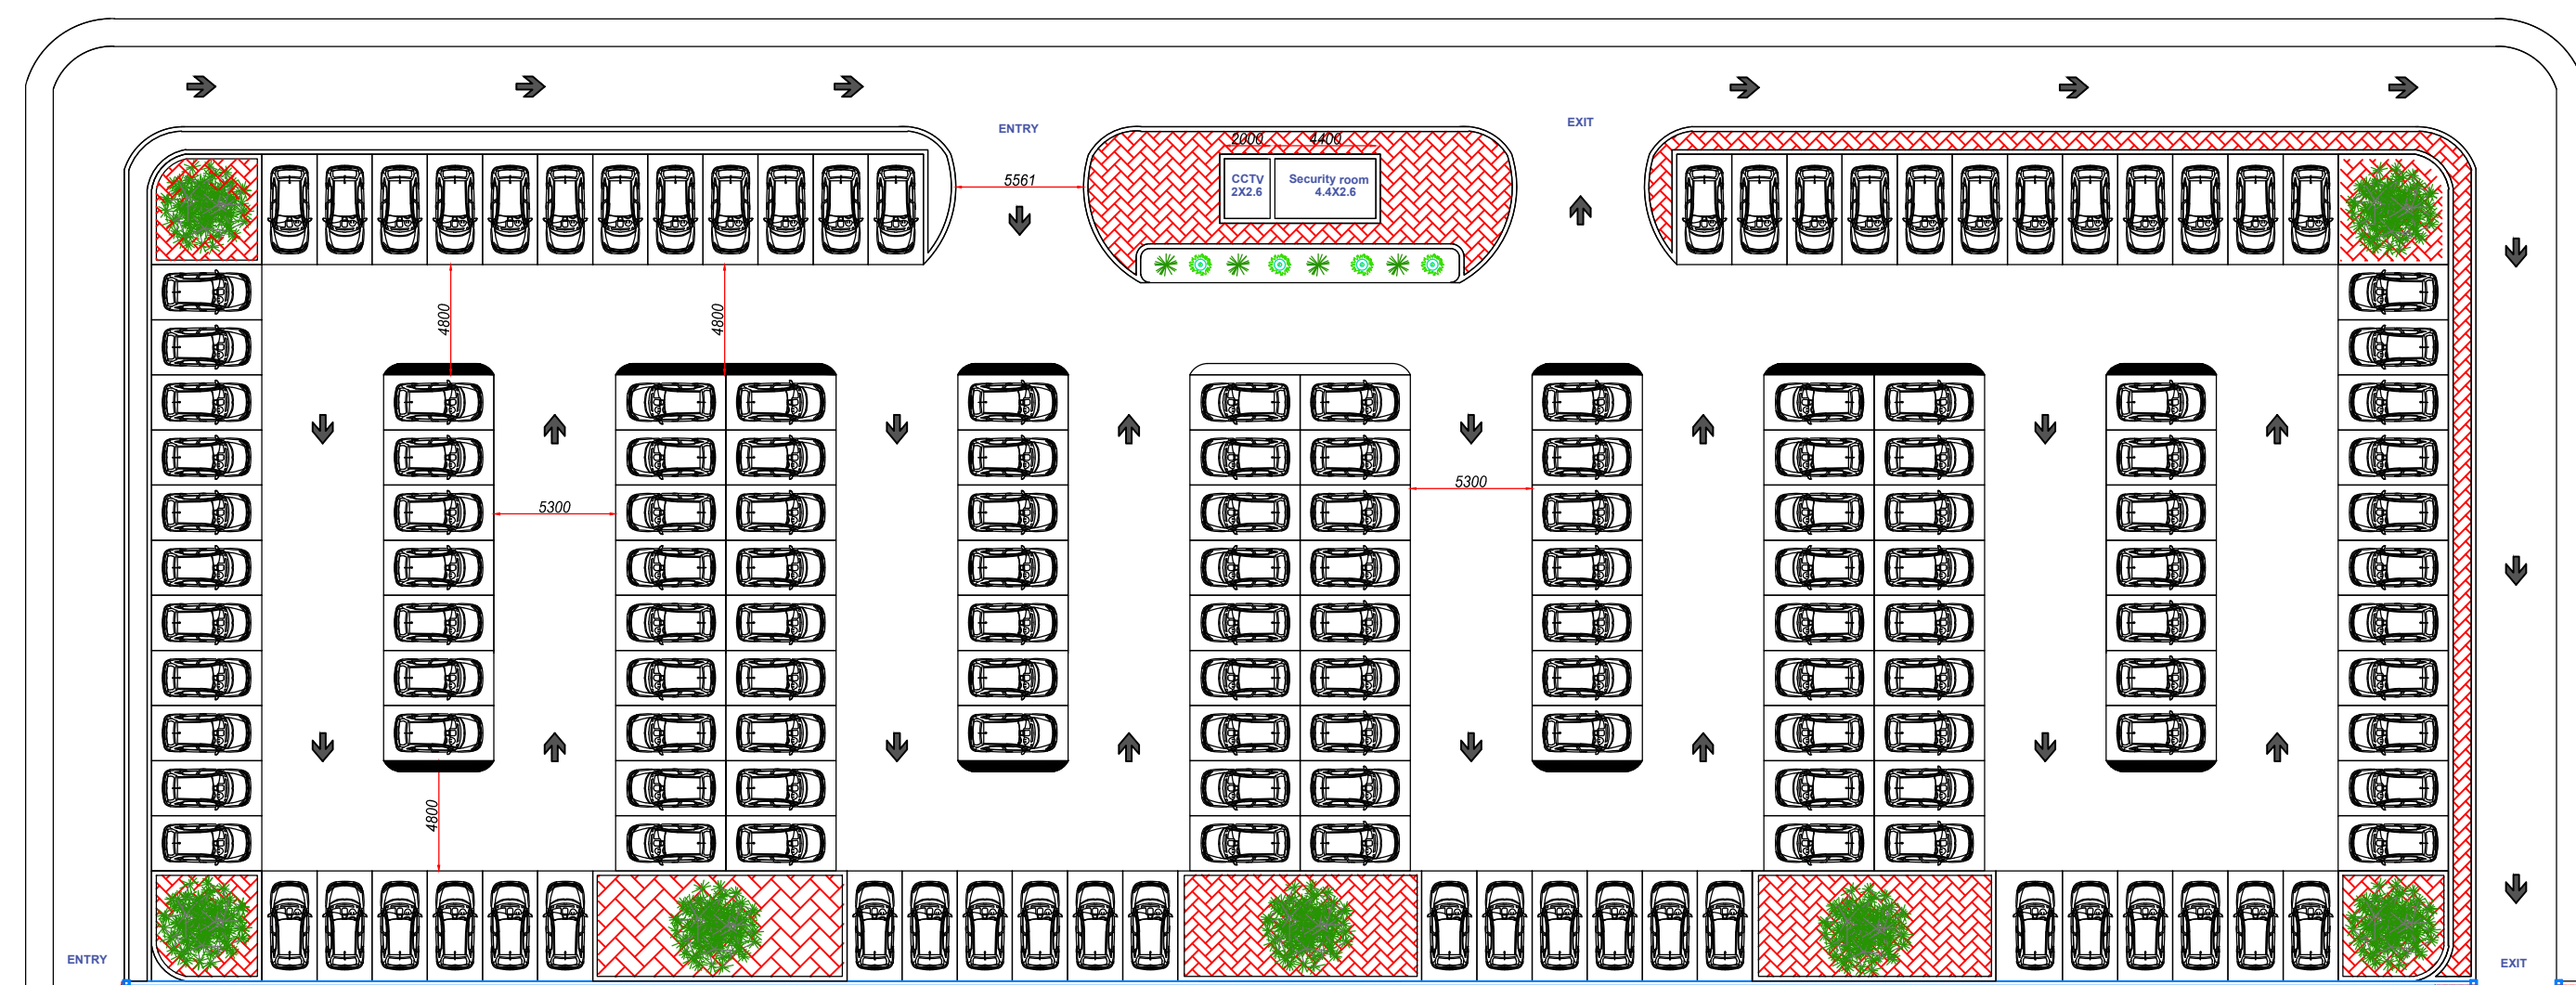 ENTRY
EXIT
2000
4400
CCTV
2X2.6
Security room
4.4X2.6
5561
4800
4800
5300
5300
4800
ENTRY
EXIT